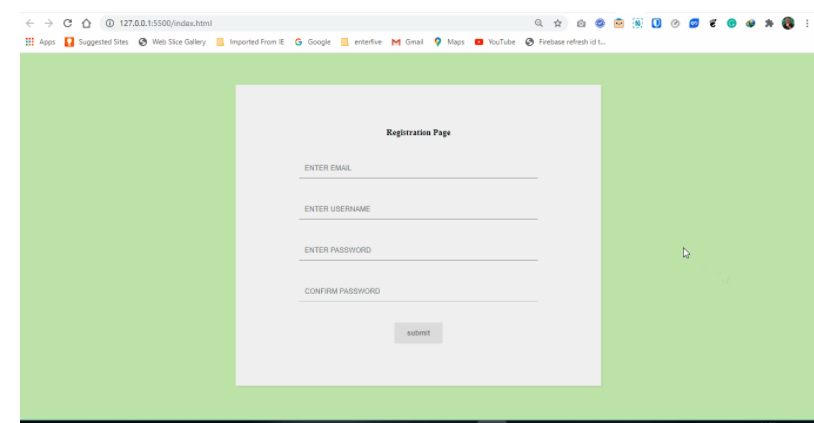 127.0.0.1:5500/index.html
Apps Suggested Sites Web Slice Gallery Imported From IE Google enterfive Gmail Maps YouTube Firebase refresh id t...
Registration Page
ENTER EMAIL
ENTER USERNAME
ENTER PASSWORD
CONFIRM PASSWORD
submit